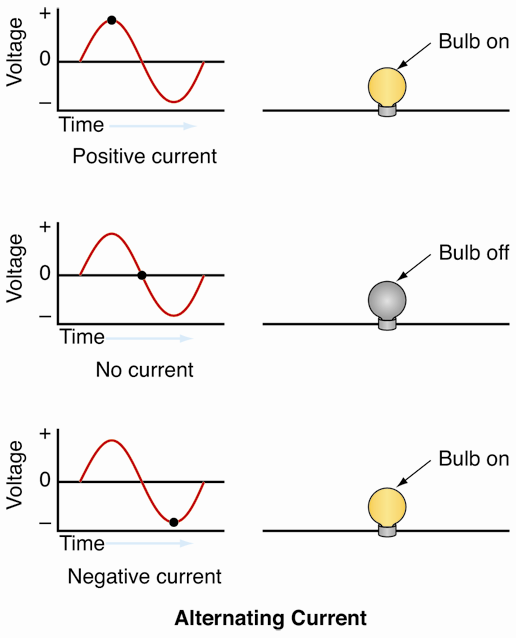 +
Voltage
0
–
Time
Positive current
Bulb on
+
Voltage
0
–
Time
No current
Bulb off
+
Voltage
0
–
Time
Negative current
Bulb on
Alternating Current